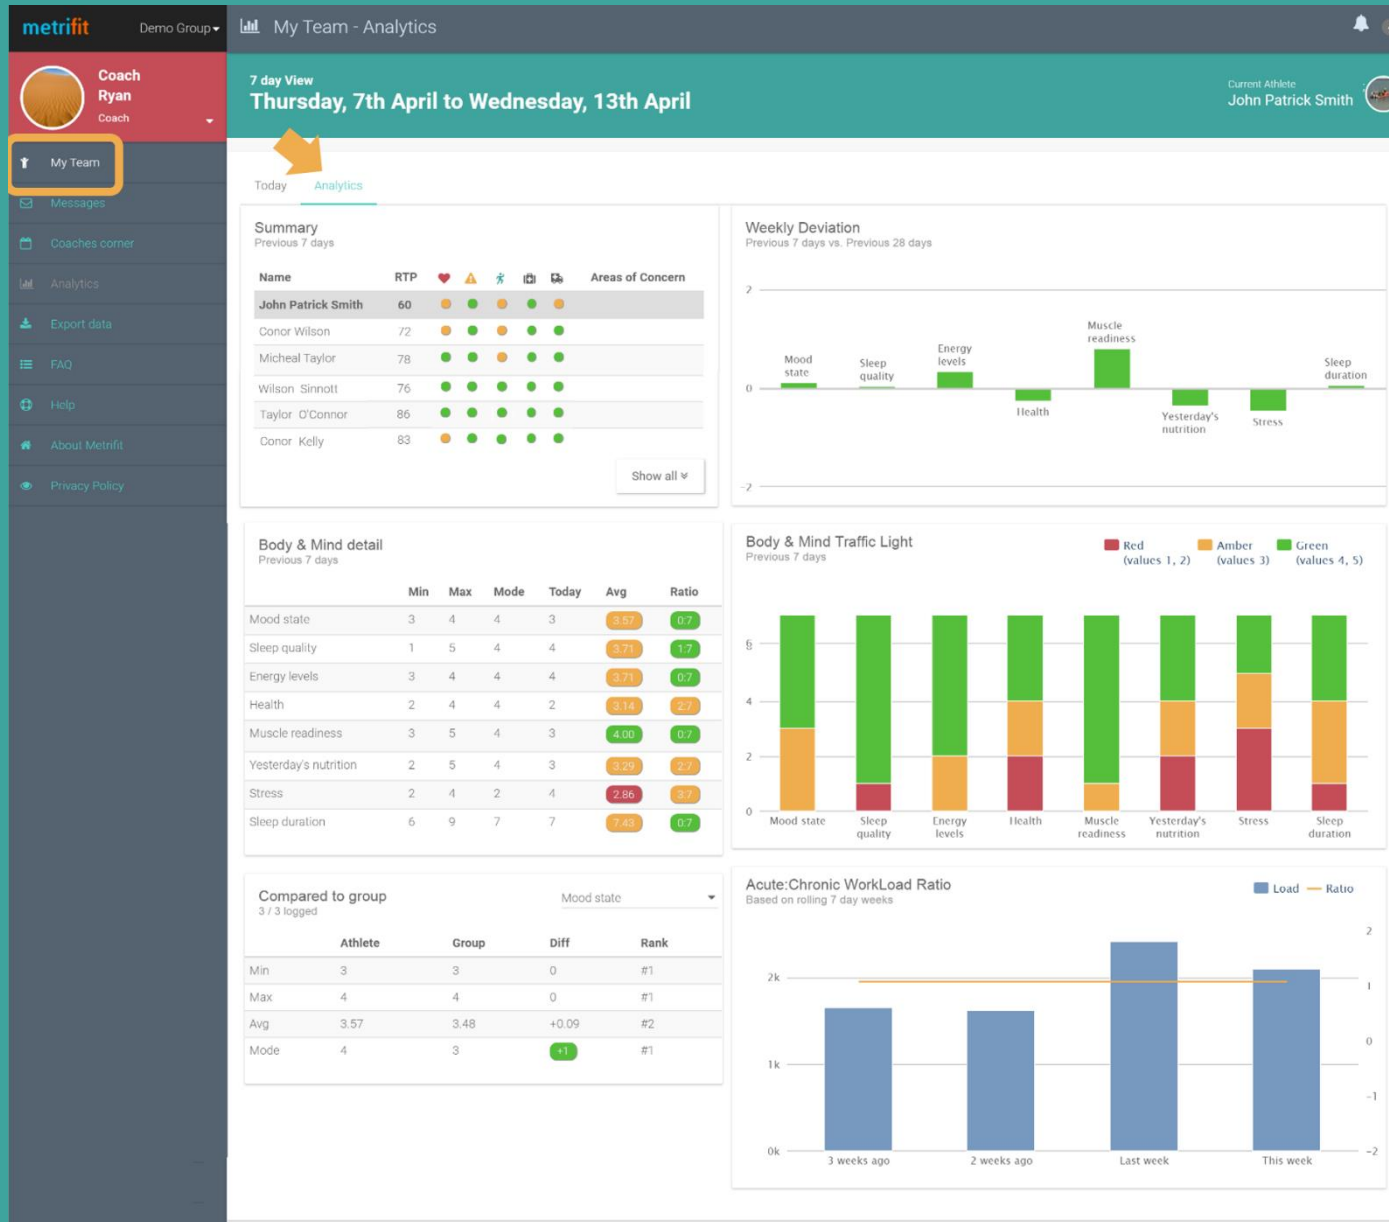 metrifit
Demo Group
My Team - Analytics
Coach
Ryan
Coach
7 day View
Thursday, 7th April to Wednesday, 13th April
Current Athlete
John Patrick Smith
My Team
Messages
Coaches corner
Analytics
Export data
FAQ
Help
About Metrifit
Privacy Policy
Today Analytics
Summary
Previous 7 days
Name RTP Areas of Concern
John Patrick Smith 60
Conor Wilson 72
Micheal Taylor 78
Wilson Sinnott 76
Taylor O'Connor 86
Conor Kelly 83
Show all
Weekly Deviation
Previous 7 days vs. Previous 28 days
2
0
-2
Mood
state
Sleep
quality
Energy
levels
Health
Muscle
readiness
Yesterday's
nutrition
Stress
Sleep
duration
Body & Mind detail
Previous 7 days
Min Max Mode Today Avg Ratio
Mood state 3 4 4 3 3.57 0:7
Sleep quality 1 5 4 4 3.71 1:7
Energy levels 3 4 4 4 3.71 0:7
Health 2 4 4 2 3.14 2:7
Muscle readiness 3 5 4 3 4.00 0:7
Yesterday's nutrition 2 5 4 3 3.29 2:7
Stress 2 4 2 4 2.86 3:7
Sleep duration 6 9 7 7 7.43 0:7
Body & Mind Traffic Light
Previous 7 days
Red
(values 1, 2)
Amber
(values 3)
Green
(values 4, 5)
6
4
2
0
Mood state
Sleep
quality
Energy
levels
Health
Muscle
readiness
Yesterday's
nutrition
Stress
Sleep
duration
Compared to group
3 / 3 logged
Mood state
Athlete Group Diff Rank
Min 3 3 0 #1
Max 4 4 0 #1
Avg 3.57 3.48 +0.09 #2
Mode 4 3 +1 #1
Acute:Chronic WorkLoad Ratio
Based on rolling 7 day weeks
Load Ratio
2k
1k
0k
2
1
0
-1
-2
3 weeks ago 2 weeks ago Last week This week